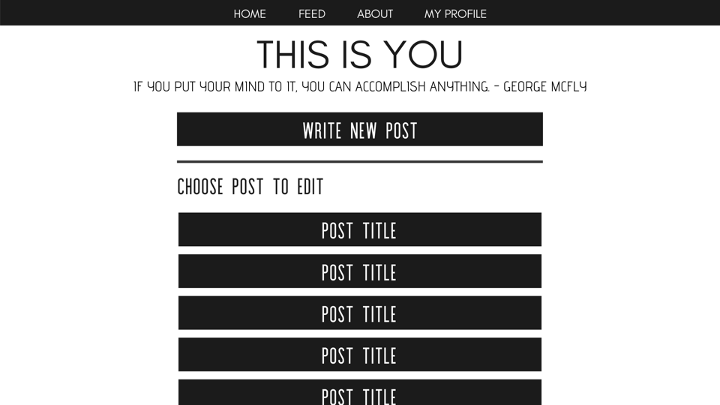 HOME FEED ABOUT MY PROFILE
THIS IS YOU
IF YOU PUT YOUR MIND TO IT, YOU CAN ACCOMPLISH ANYTHING. - GEORGE MCFLY
WRITE NEW POST
CHOOSE POST TO EDIT
POST TITLE
POST TITLE
POST TITLE
POST TITLE
POST TITLE